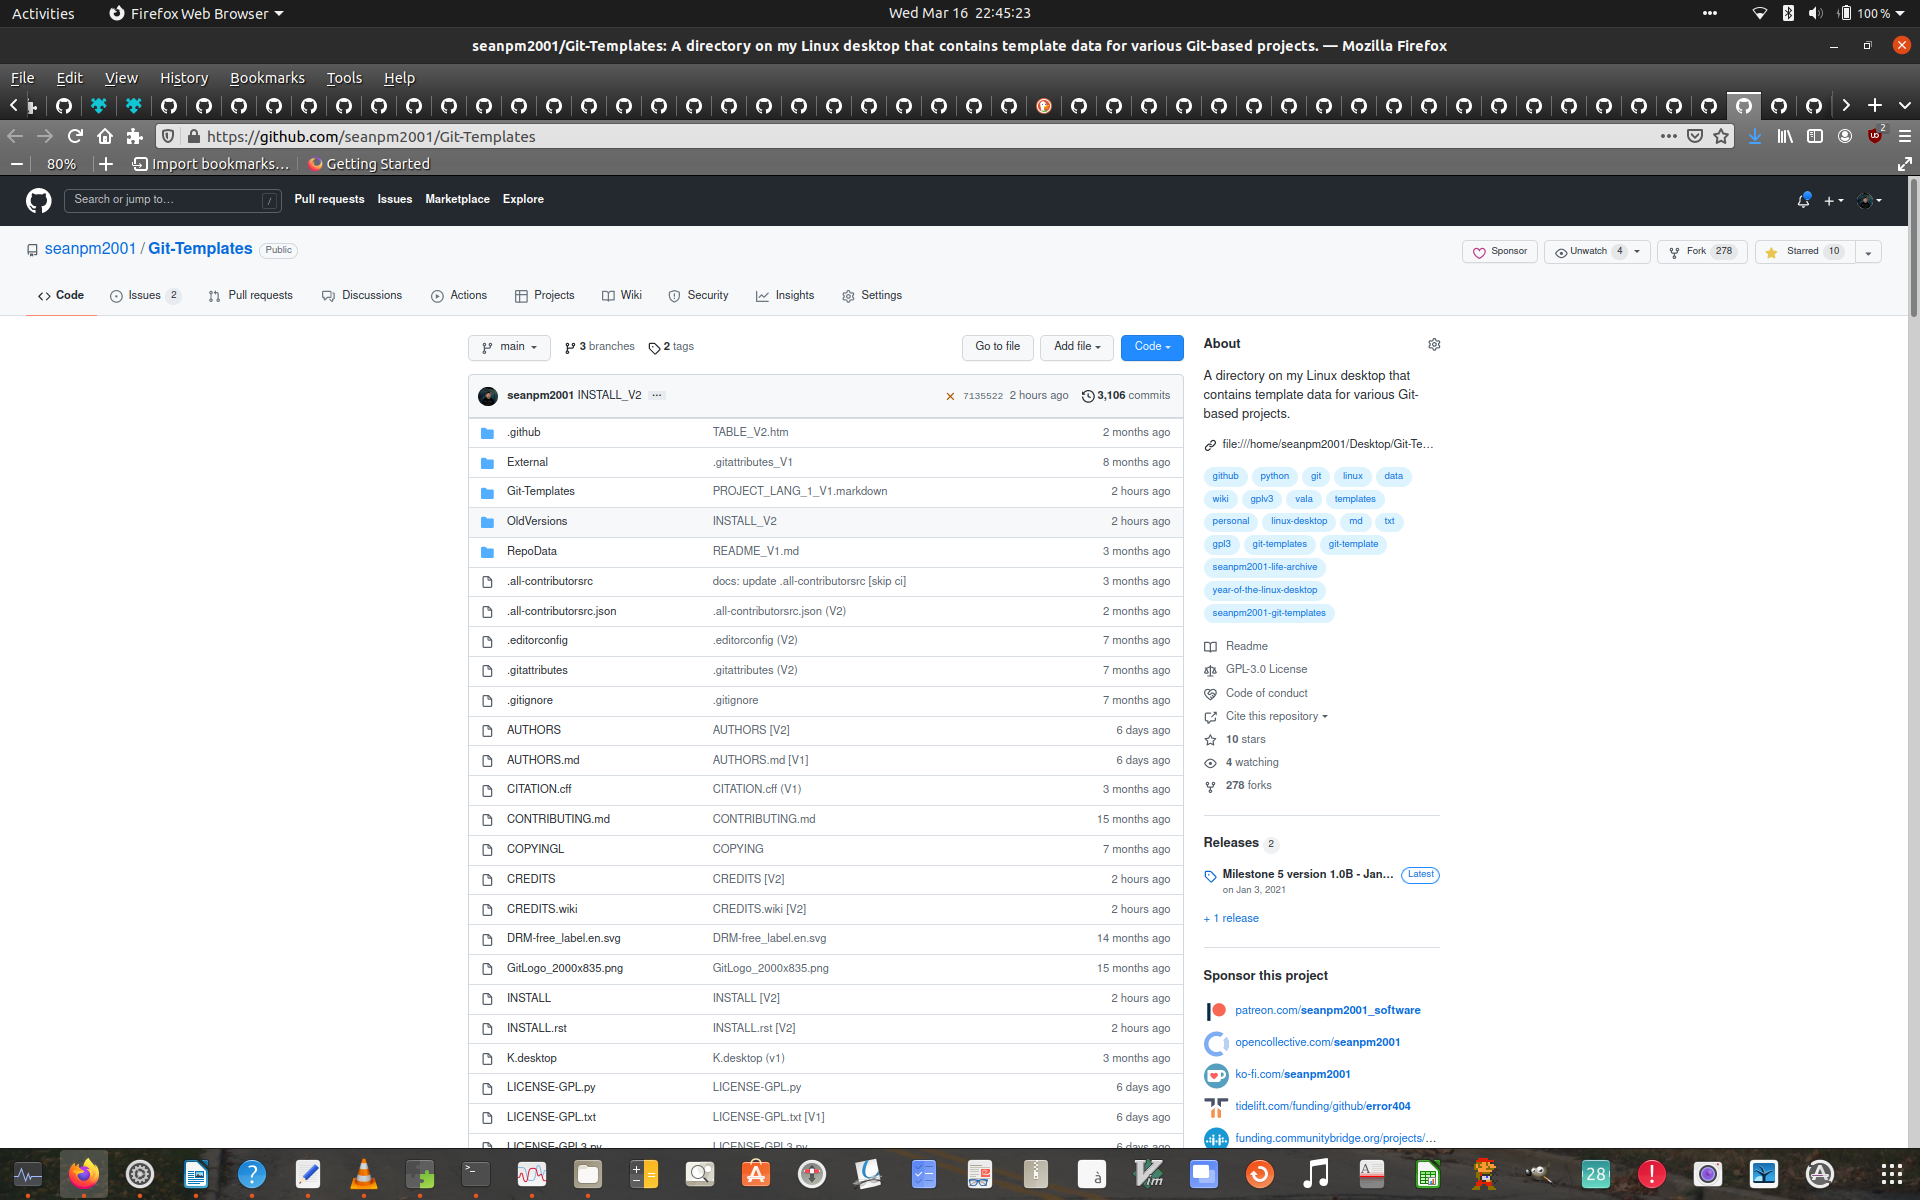 Activities Firefox Web Browser Wed Mar 16 22:45:23 100 %
seanpm2001/Git-Templates: A directory on my Linux desktop that contains template data for various Git-based projects. — Mozilla Firefox
File Edit View History Bookmarks Tools Help
https://github.com/seanpm2001/Git-Templates 2
80% Import bookmarks... Getting Started
Search or jump to... / Pull requests Issues Marketplace Explore
seanpm2001 / Git-Templates Public Sponsor Unwatch 4 Fork 278 Starred 10
Code Issues 2 Pull requests Discussions Actions Projects Wiki Security Insights Settings
main 3 branches 2 tags Go to file Add file Code
seanpm2001 INSTALL_V2 ... 7135522 2 hours ago 3,106 commits
.github TABLE_V2.htm 2 months ago
External .gitattributes_V1 8 months ago
Git-Templates PROJECT_LANG_1_V1.markdown 2 hours ago
OldVersions INSTALL_V2 2 hours ago
RepoData README_V1.md 3 months ago
.all-contributorsrc docs: update .all-contributorsrc [skip ci] 3 months ago
.all-contributorsrc.json .all-contributorsrc.json (V2) 2 months ago
.editorconfig .editorconfig (V2) 7 months ago
.gitattributes .gitattributes (V2) 7 months ago
.gitignore .gitignore 7 months ago
AUTHORS AUTHORS [V2] 6 days ago
AUTHORS.md AUTHORS.md [V1] 6 days ago
CITATION.cff CITATION.cff (V1) 3 months ago
CONTRIBUTING.md CONTRIBUTING.md 15 months ago
COPYINGL COPYING 7 months ago
CREDITS CREDITS [V2] 2 hours ago
CREDITS.wiki CREDITS.wiki [V2] 2 hours ago
DRM-free_label.en.svg DRM-free_label.en.svg 14 months ago
GitLogo_2000x835.png GitLogo_2000x835.png 15 months ago
INSTALL INSTALL [V2] 2 hours ago
INSTALL.rst INSTALL.rst [V2] 2 hours ago
K.desktop K.desktop (v1) 3 months ago
LICENSE-GPL.py LICENSE-GPL.py 6 days ago
LICENSE-GPL.txt LICENSE-GPL.txt [V1] 6 days ago
LICENSE-GPL3.py LICENSE-GPL3.py 6 days ago
About
A directory on my Linux desktop that
contains template data for various Git-
based projects.
file:///home/seanpm2001/Desktop/Git-Te...
github python git linux data
wiki gplv3 vala templates
personal linux-desktop md txt
gpl3 git-templates git-template
seanpm2001-life-archive
year-of-the-linux-desktop
seanpm2001-git-templates
Readme
GPL-3.0 License
Code of conduct
Cite this repository
10 stars
4 watching
278 forks
Releases 2
Milestone 5 version 1.0B - Jan... Latest
on Jan 3, 2021
+ 1 release
Sponsor this project
patreon.com/seanpm2001_software
opencollective.com/seanpm2001
ko-fi.com/seanpm2001
tidelift.com/funding/github/error404
funding.communitybridge.org/projects/...
28